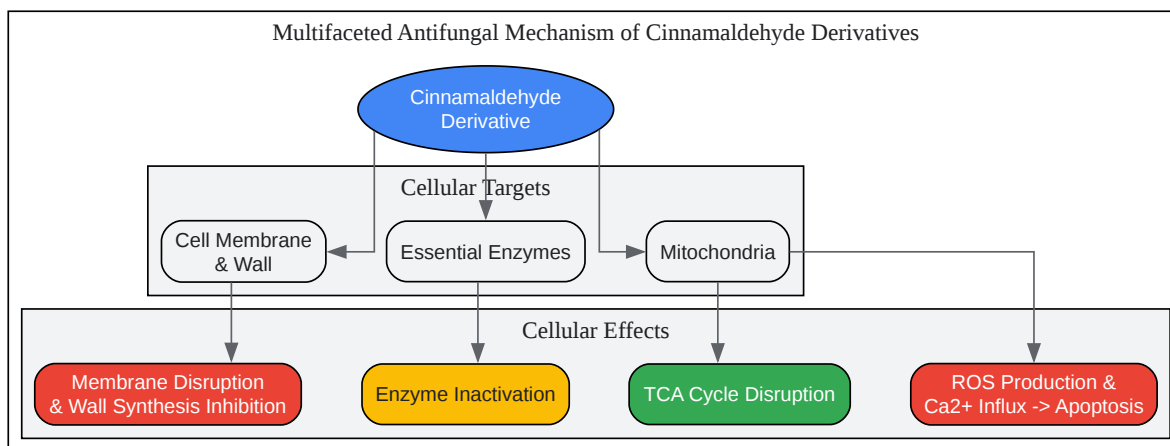 Multifaceted Antifungal Mechanism of Cinnamaldehyde Derivatives
Cinnamaldehyde
Derivative
Cellular Targets
Cell Membrane
& Wall
Essential Enzymes
Mitochondria
Cellular Effects
Membrane Disruption
& Wall Synthesis Inhibition
Enzyme Inactivation
TCA Cycle Disruption
ROS Production &
Ca2+ Influx -> Apoptosis